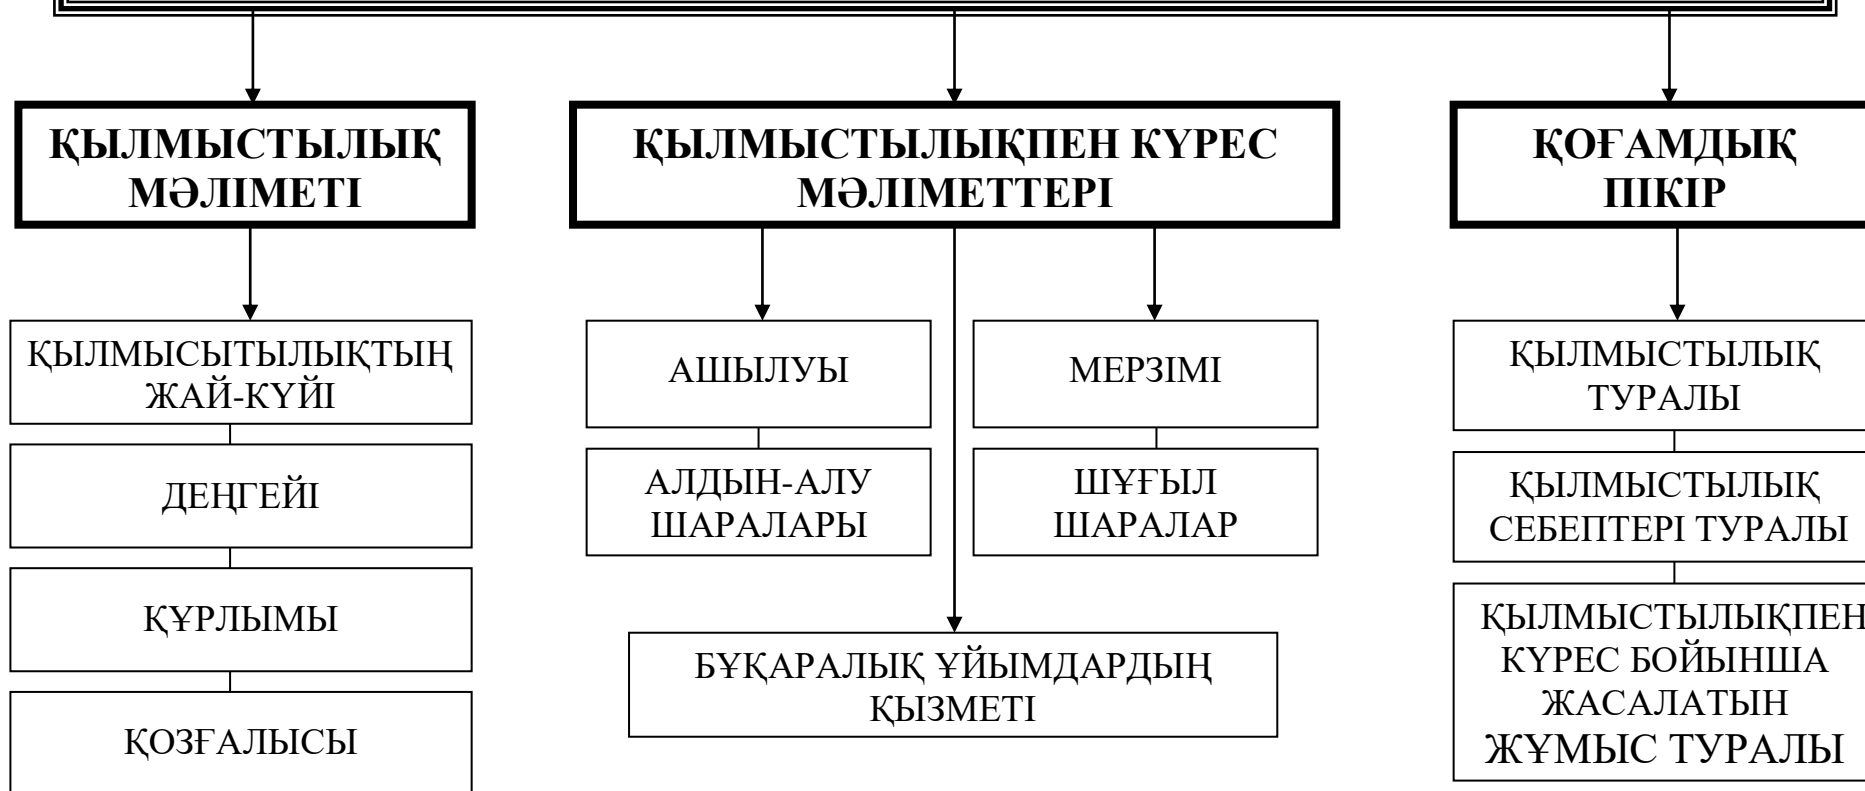 ҚЫЛМЫСТЫЛЫҚ
МӘЛІМЕТІ
ҚЫЛМЫСТЫЛЫҚПЕН КҮРЕС
МӘЛІМЕТТЕРІ
ҚОҒАМДЫҚ
ПІКІР
ҚЫЛМЫСЫТЫЛЫҚТЫҢ
ЖАЙ-КҮЙІ
ДЕҢГЕЙІ
ҚҰРЛЫМЫ
ҚОЗҒАЛЫСЫ
АШЫЛУЫ
МЕРЗІМІ
АЛДЫН-АЛУ
ШАРАЛАРЫ
ШҰҒЫЛ
ШАРАЛАР
БҰҚАРАЛЫҚ ҰЙЫМДАРДЫҢ
ҚЫЗМЕТІ
ҚЫЛМЫСТЫЛЫҚ
ТУРАЛЫ
ҚЫЛМЫСТЫЛЫҚ
СЕБЕПТЕРІ ТУРАЛЫ
ҚЫЛМЫСТЫЛЫҚПЕН
КҮРЕС БОЙЫНША
ЖАСАЛАТЫН
ЖҰМЫС ТУРАЛЫ